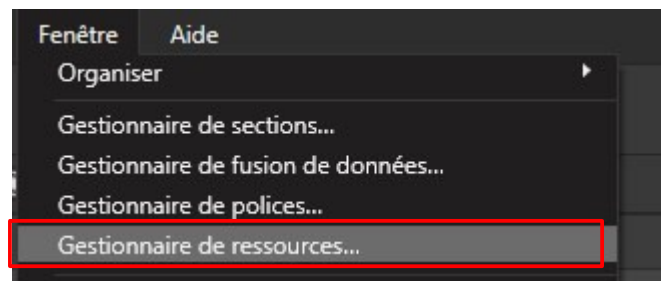 Fenêtre Aide
Organiser
Gestionnaire de sections...
Gestionnaire de fusion de données...
Gestionnaire de polices...
Gestionnaire de ressources...